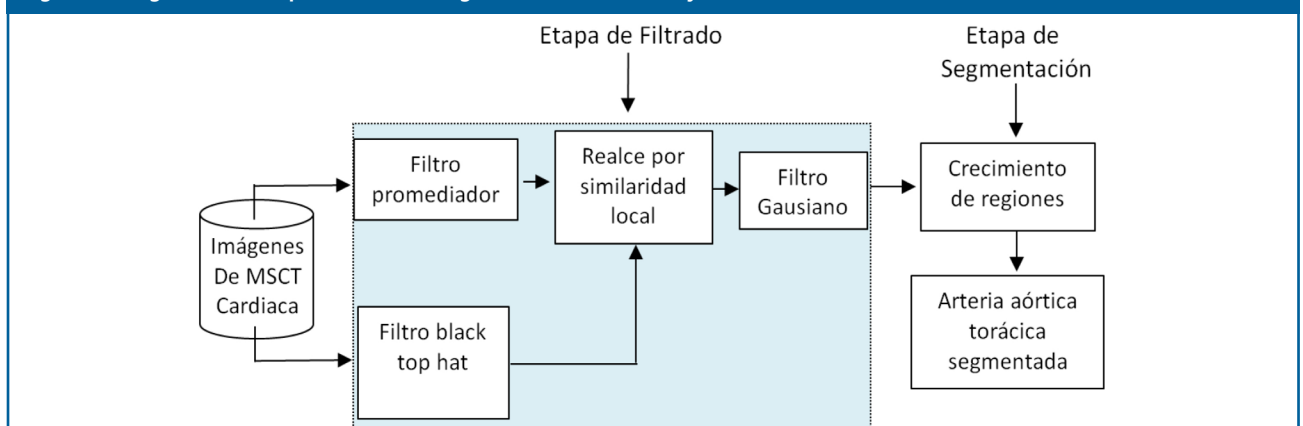 Etapa de Filtrado
Etapa de
Segmentación
Filtro
promediador
Realce por
similaridad
local
Filtro
Gausiano
Crecimiento
de regiones
Imágenes
De MSCT
Cardiaca
Filtro black
top hat
Arteria aórtica
torácica
segmentada